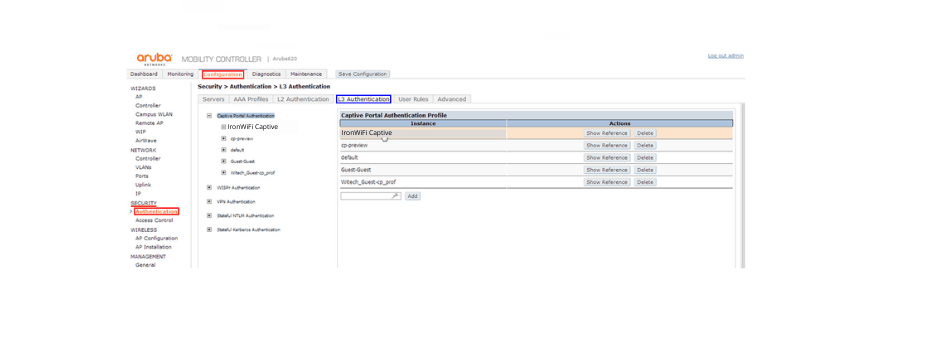 aruba NETWORKS MOBILITY CONTROLLER | Aruba620 Log out admin
Dashboard Monitoring Configuration Diagnostics Maintenance Save Configuration
WIZARDS
AP
Controller
Campus WLAN
Remote AP
WIP
AirWave
NETWORK
Controller
VLANs
Ports
Uplink
IP
SECURITY
Authentication
Access Control
WIRELESS
AP Configuration
AP Installation
MANAGEMENT
General
Security > Authentication > L3 Authentication
Servers AAA Profiles L2 Authentication L3 Authentication User Rules Advanced
Captive Portal Authentication
IronWiFi Captive
cp-preview
default
Guest-Guest
Witech_Guest-cp_prof
WISPr Authentication
VPN Authentication
Stateful NTLM Authentication
Stateful Kerberos Authentication
Captive Portal Authentication Profile
Instance Actions
IronWiFi Captive Show Reference Delete
cp-preview Show Reference Delete
default Show Reference Delete
Guest-Guest Show Reference Delete
Witech_Guest-cp_prof Show Reference Delete
Add